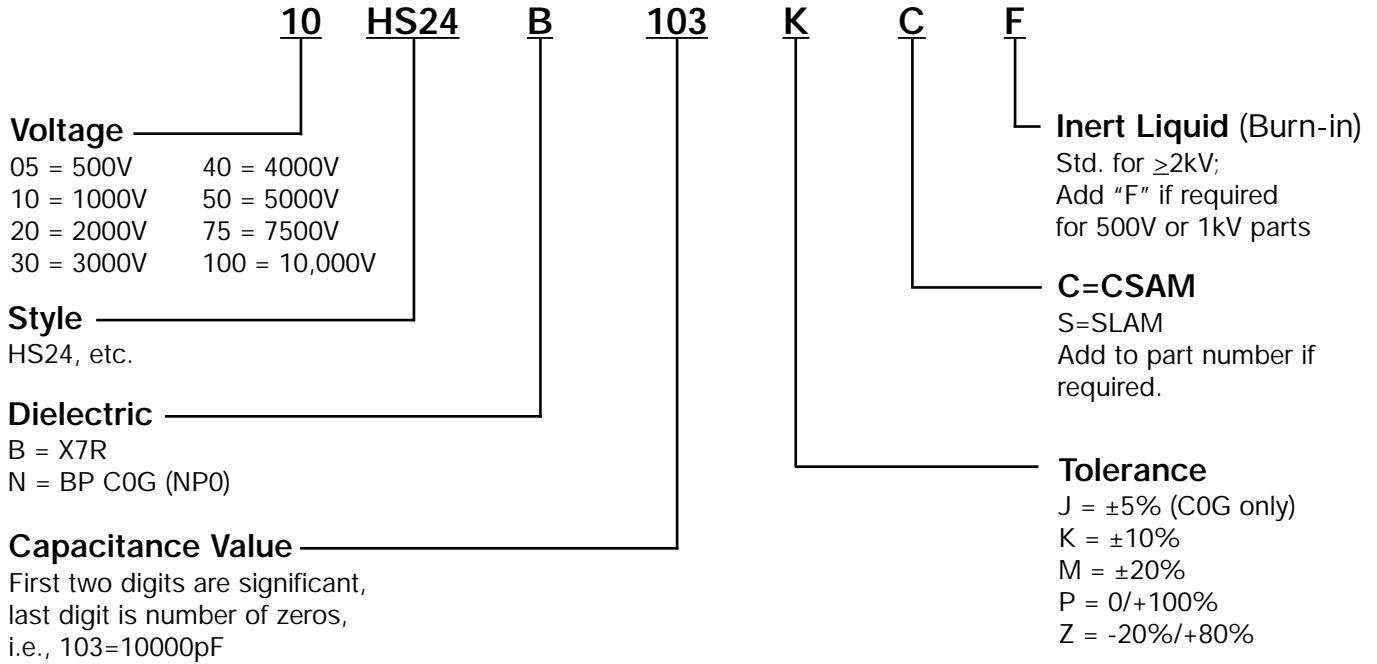 10 HS24 B 103 K C F
Voltage
05 = 500V 40 = 4000V
10 = 1000V 50 = 5000V
20 = 2000V 75 = 7500V
30 = 3000V 100 = 10,000V
Style
HS24, etc.
Dielectric
B = X7R
N = BP C0G (NP0)
Capacitance Value
First two digits are significant,
last digit is number of zeros,
i.e., 103=10000pF
Inert Liquid (Burn-in)
Std. for ≥2kV;
Add “F” if required
for 500V or 1kV parts
C=CSAM
S=SLAM
Add to part number if
required.
Tolerance
J = ±5% (C0G only)
K = ±10%
M = ±20%
P = 0/+100%
Z = -20%/+80%